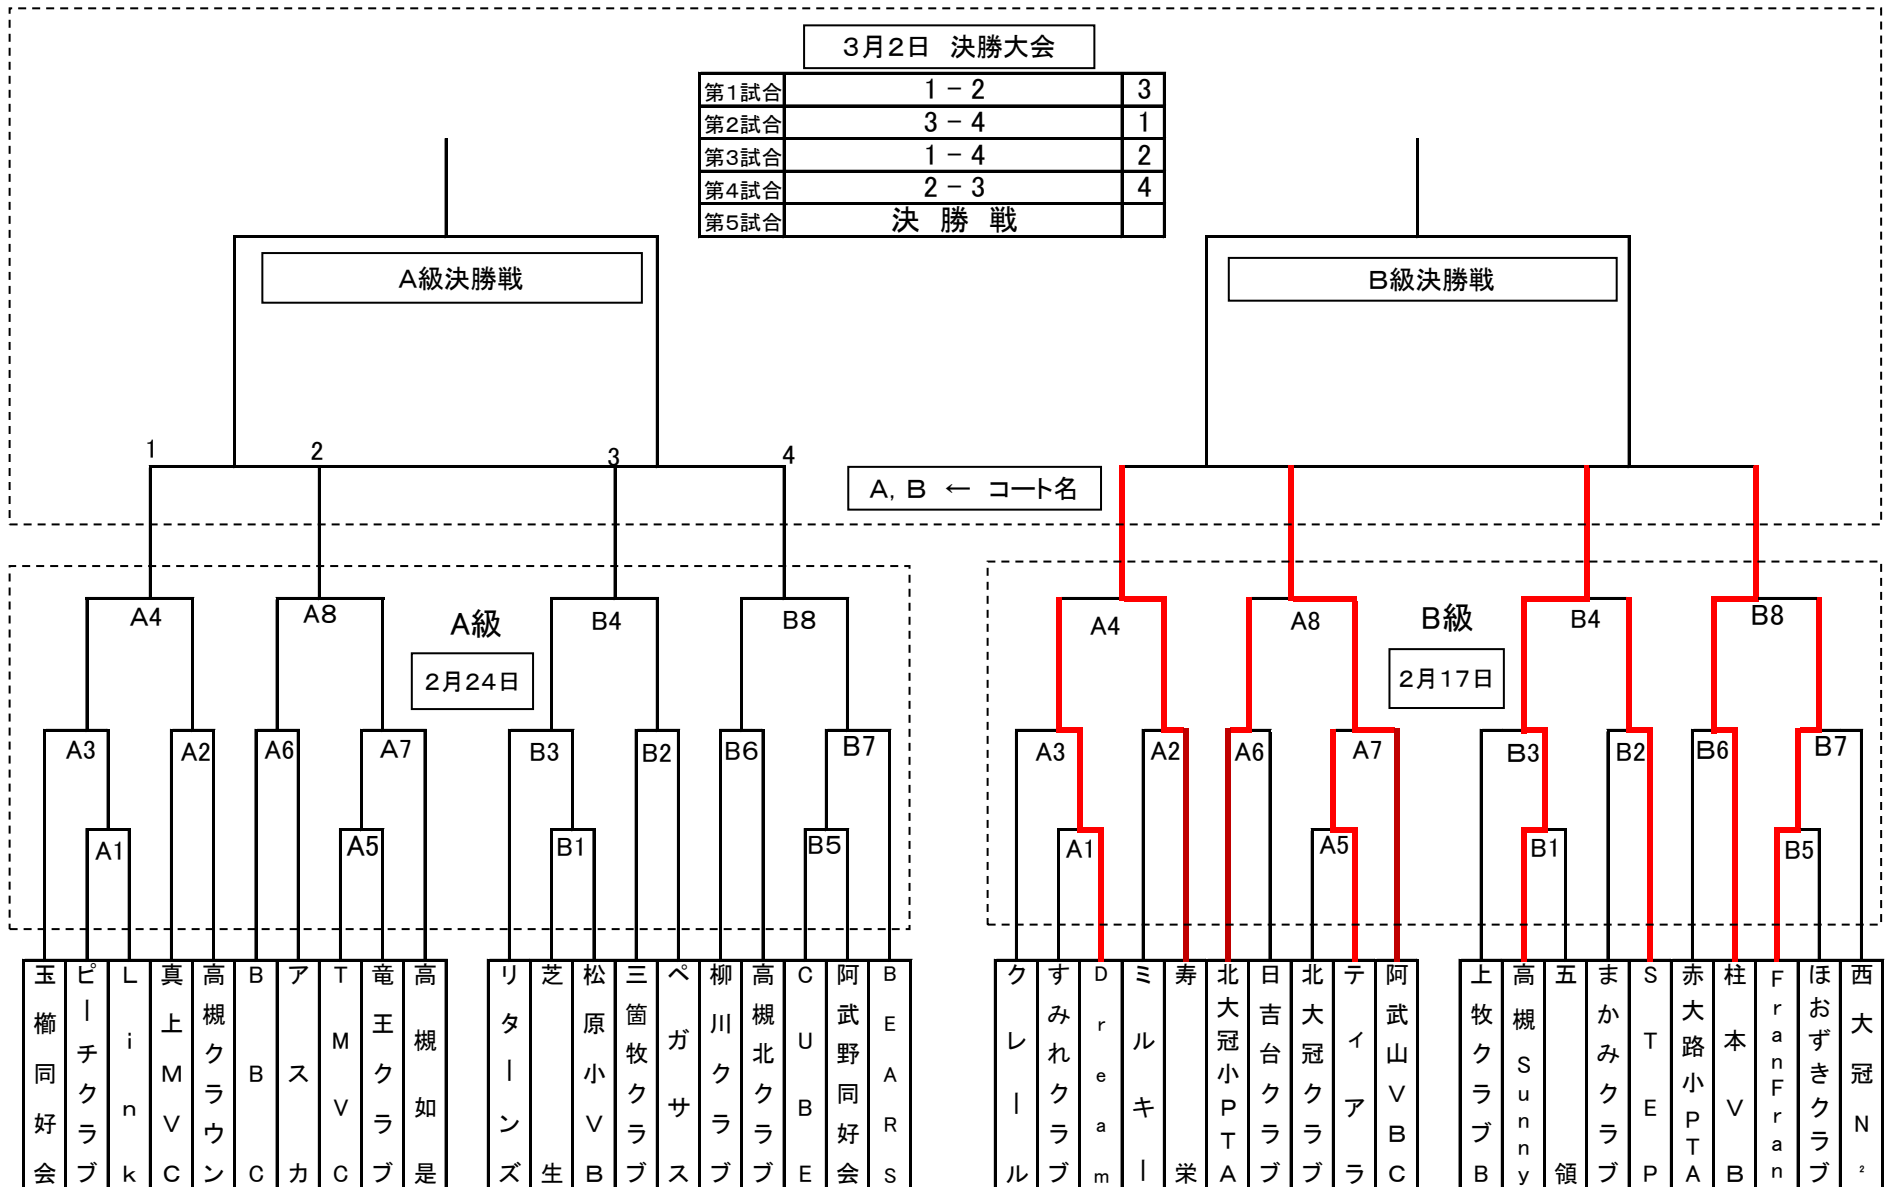 3月2日 決勝大会
第1試合 1－2 3
第2試合 3－4 1
第3試合 1－4 2
第4試合 2－3 4
第5試合 決 勝 戦
A級決勝戦
B級決勝戦
1 2 3 4
A, B ← コート名
A4 A8 A級 B4 B8
2月24日
A3 A2 A6 A7 B3 B2 B6 B7
A1 A5 B1 B5
A4 A8 B級 B4 B8
2月17日
A3 A2 A6 A7 B3 B2 B6 B7
A1 A5 B1 B5
玉櫛同好会
ピーチクラブ
Link
真上MVC
高槻クラウン
BBC
アスカ
TMVC
竜王クラブ
高槻如是
リターンズ
芝生
松原小VB
三箇牧クラブ
ペガサス
柳川クラブ
高槻北クラブ
CUBE
阿武野同好会
BEARS
クレール
すみれクラブ
Dream
ミルキー
寿栄
北大冠小PTA
日吉台クラブ
北大冠クラブ
ティアラ
阿武山VBC
上牧クラブB
高槻Sunny
五領
まかみクラブ
STEP
赤大路小PTA
柱本VB
FranFran
ほおずきクラブ
西大冠N²